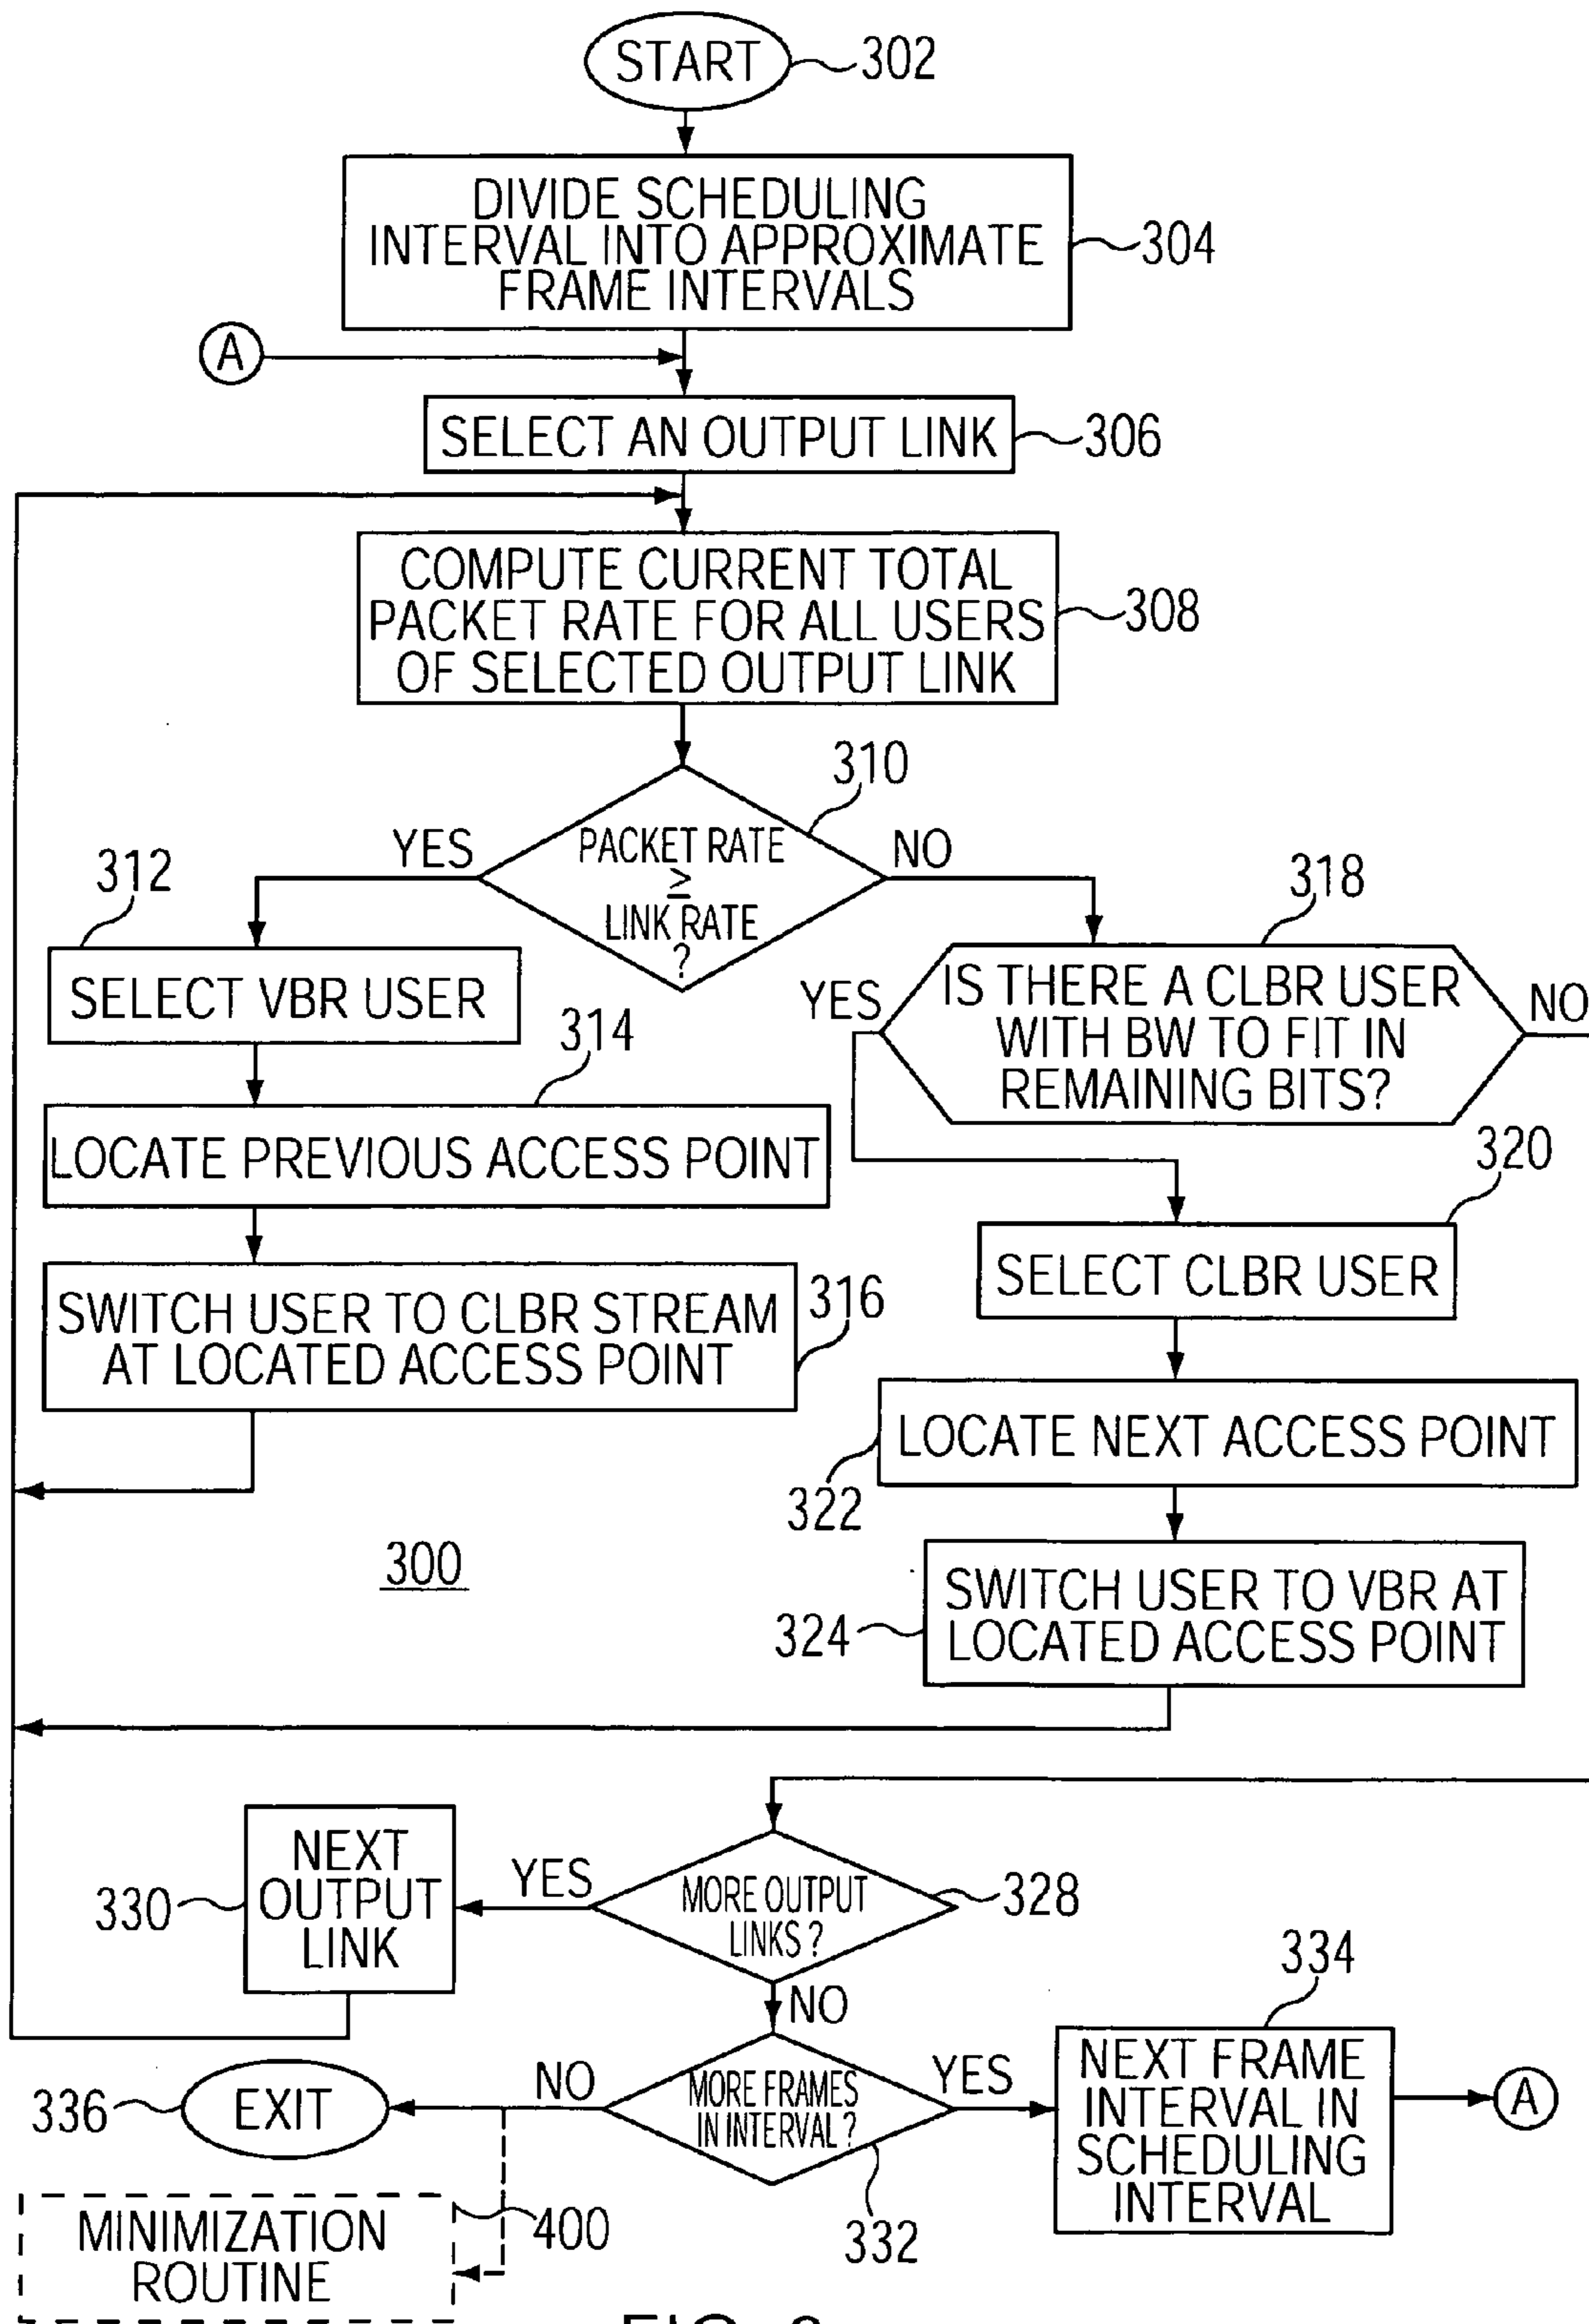 START
302
DIVIDE SCHEDULING
INTERVAL INTO APPROXIMATE
FRAME INTERVALS
304
A
SELECT AN OUTPUT LINK
306
COMPUTE CURRENT TOTAL
PACKET RATE FOR ALL USERS
OF SELECTED OUTPUT LINK
308
310
PACKET RATE
≥
LINK RATE
?
YES
NO
312
SELECT VBR USER
314
LOCATE PREVIOUS ACCESS POINT
SWITCH USER TO CLBR STREAM
AT LOCATED ACCESS POINT
316
318
IS THERE A CLBR USER
WITH BW TO FIT IN
REMAINING BITS?
YES
NO
320
SELECT CLBR USER
LOCATE NEXT ACCESS POINT
322
300
SWITCH USER TO VBR AT
LOCATED ACCESS POINT
324
NEXT
OUTPUT
LINK
330
YES
MORE OUTPUT
LINKS ?
328
NO
334
336
EXIT
NO
MORE FRAMES
IN INTERVAL ?
YES
332
NEXT FRAME
INTERVAL IN
SCHEDULING
INTERVAL
A
MINIMIZATION
ROUTINE
400